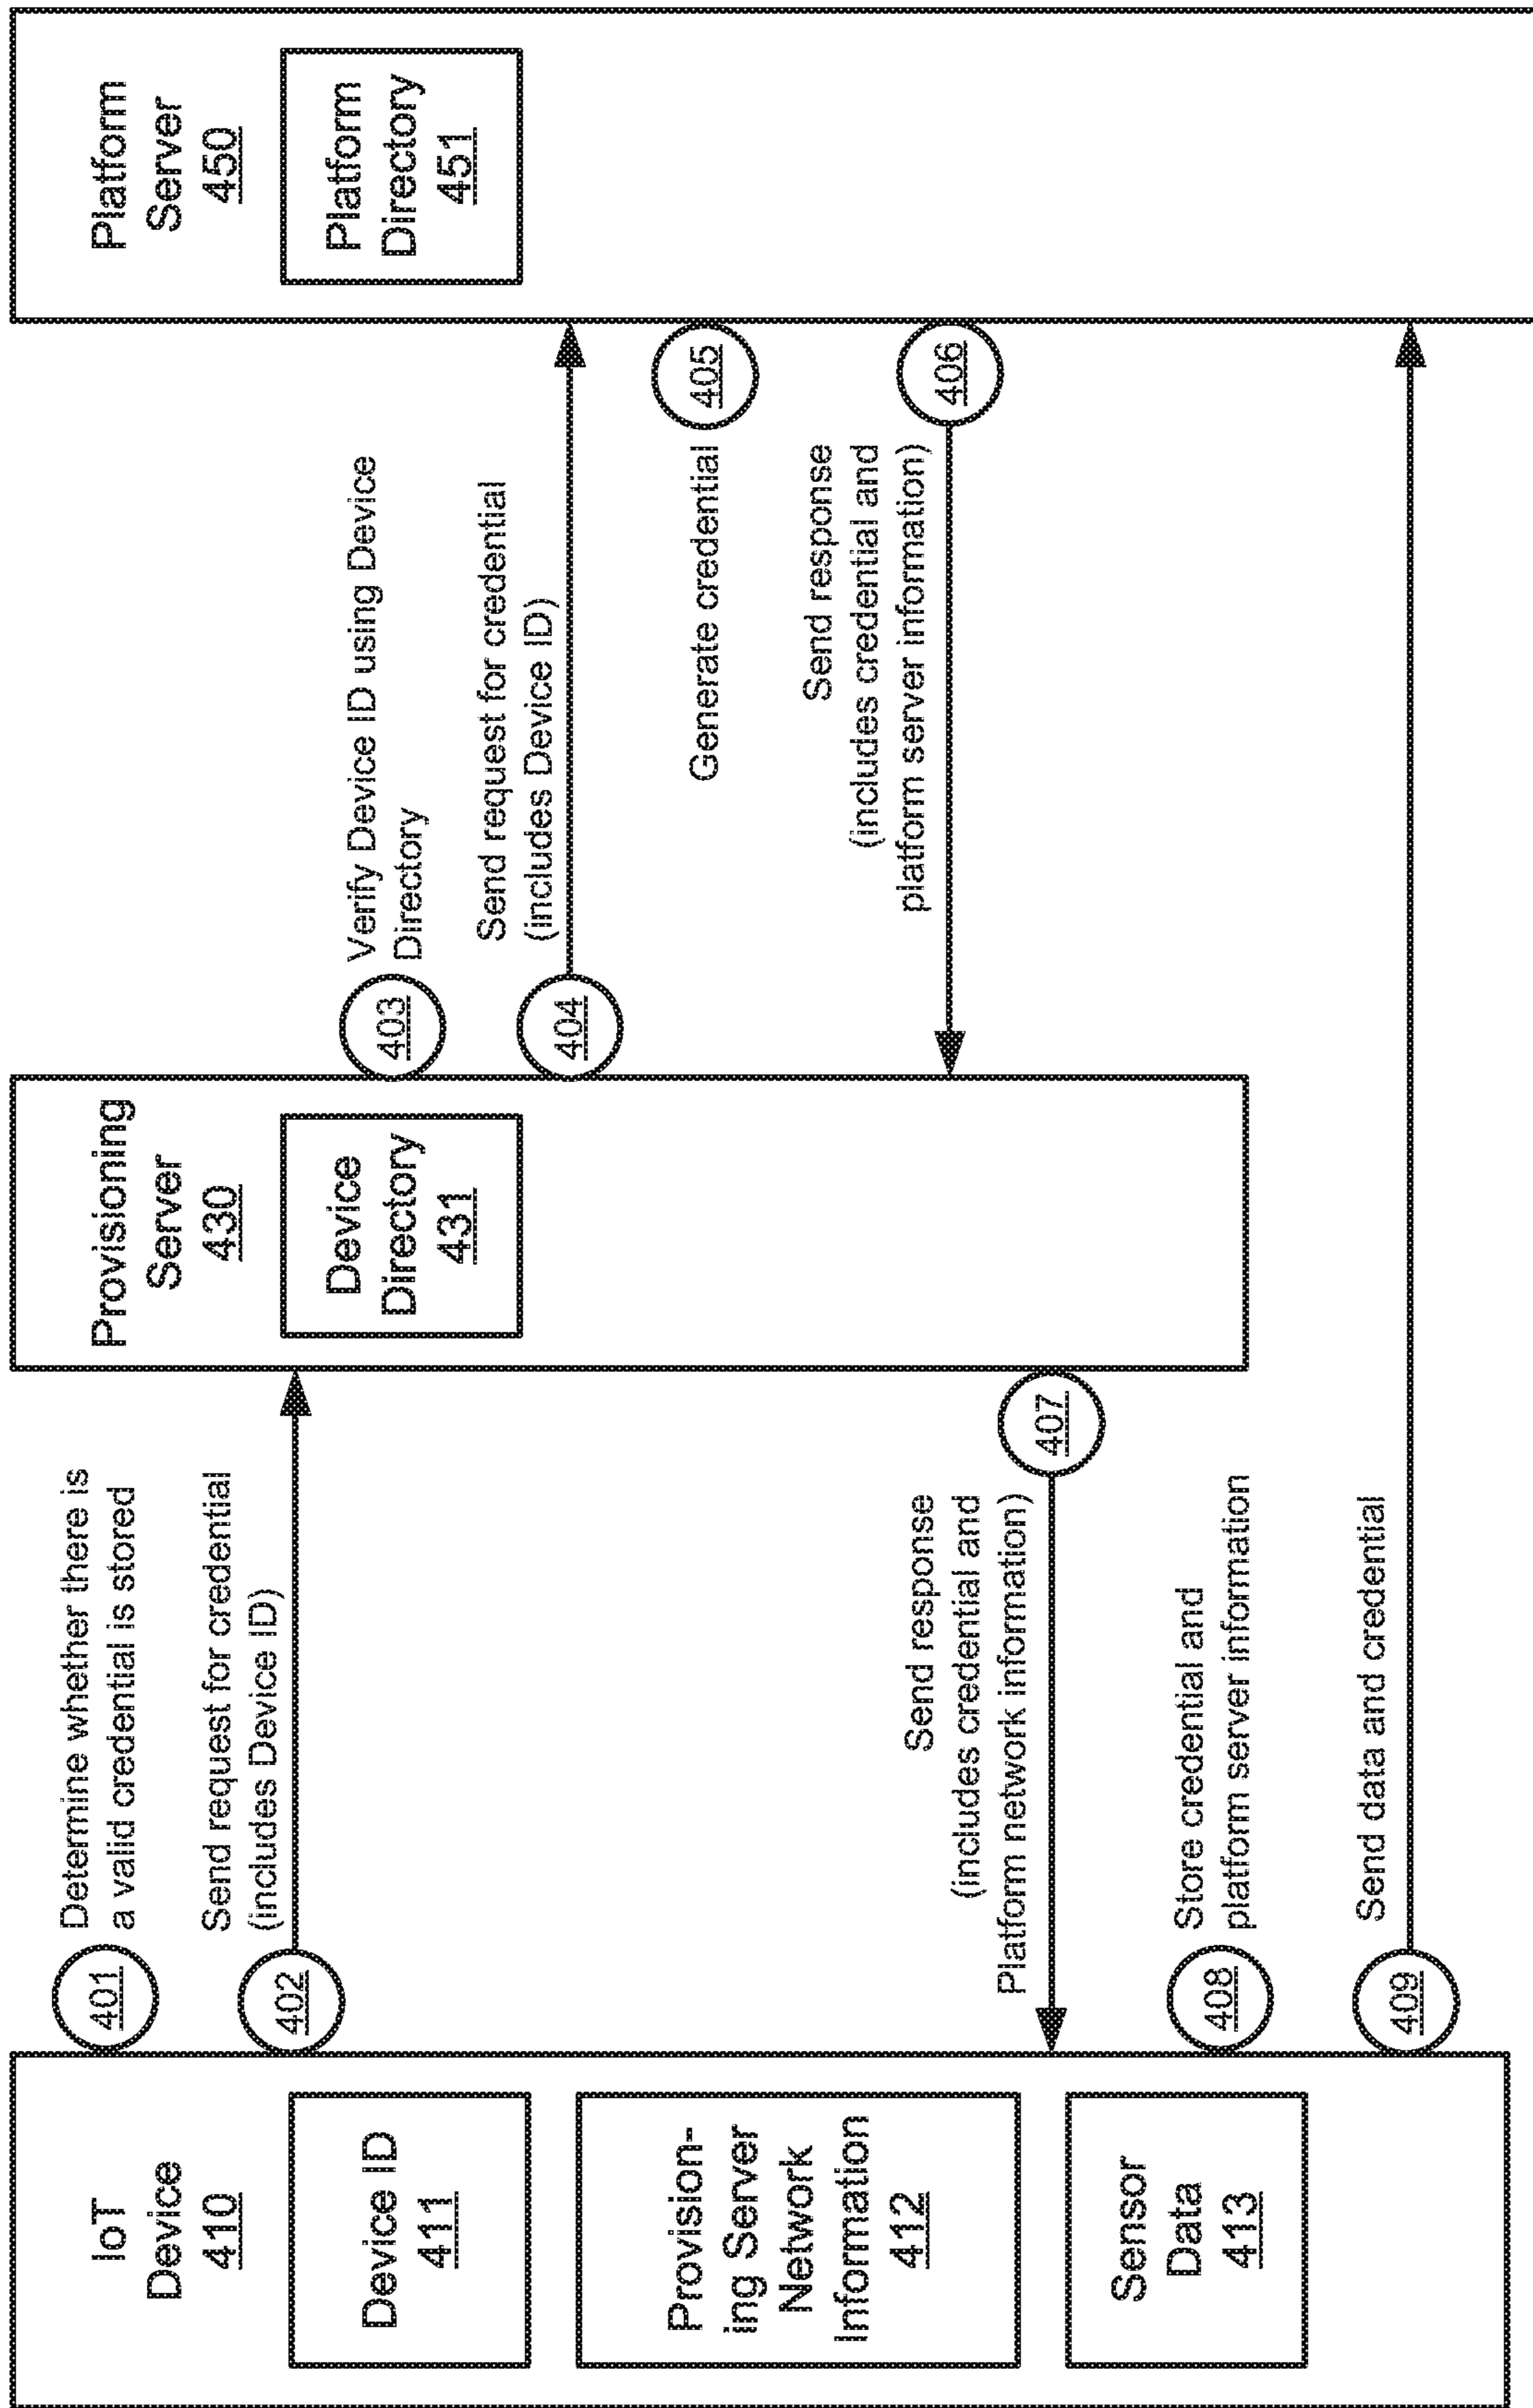 IoT
Device
410
Device ID
411
Provision-
ing Server
Network
Information
412
Sensor
Data
413
401
Determine whether there is
a valid credential is stored
402
Send request for credential
(includes Device ID)
Provisioning
Server
430
Device
Directory
431
403
Verify Device ID using Device
Directory
404
Send request for credential
(includes Device ID)
Platform
Server
450
Platform
Directory
451
405
Generate credential
406
Send response
(includes credential and
platform server information)
407
Send response
(includes credential and
Platform network information)
408
Store credential and
platform server information
409
Send data and credential